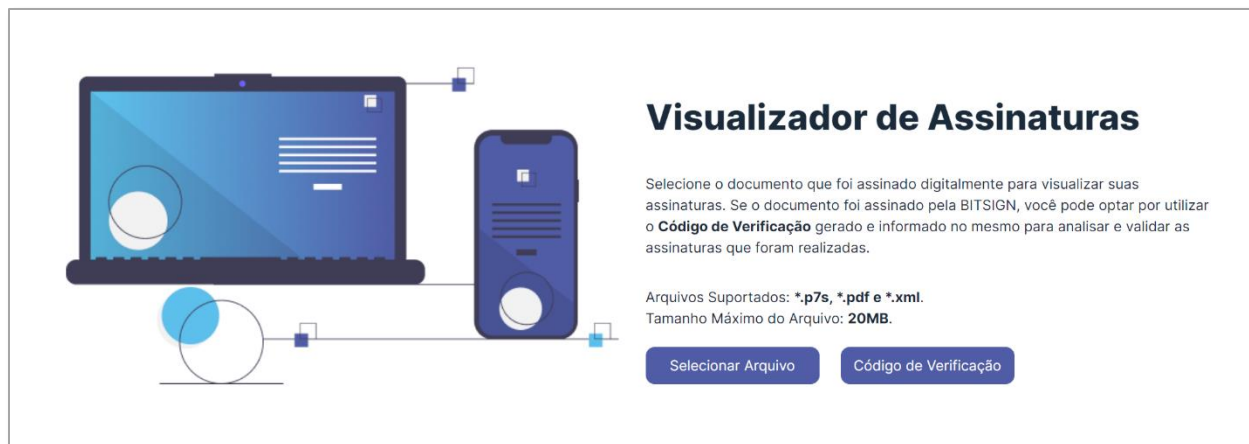 Visualizador de Assinaturas
Selecione o documento que foi assinado digitalmente para visualizar suas
assinaturas. Se o documento foi assinado pela BITSIGN, você pode optar por utilizar
o Código de Verificação gerado e informado no mesmo para analisar e validar as
assinaturas que foram realizadas.
Arquivos Suportados: *.p7s, *.pdf e *.xml.
Tamanho Máximo do Arquivo: 20MB.
Selecionar Arquivo
Código de Verificação